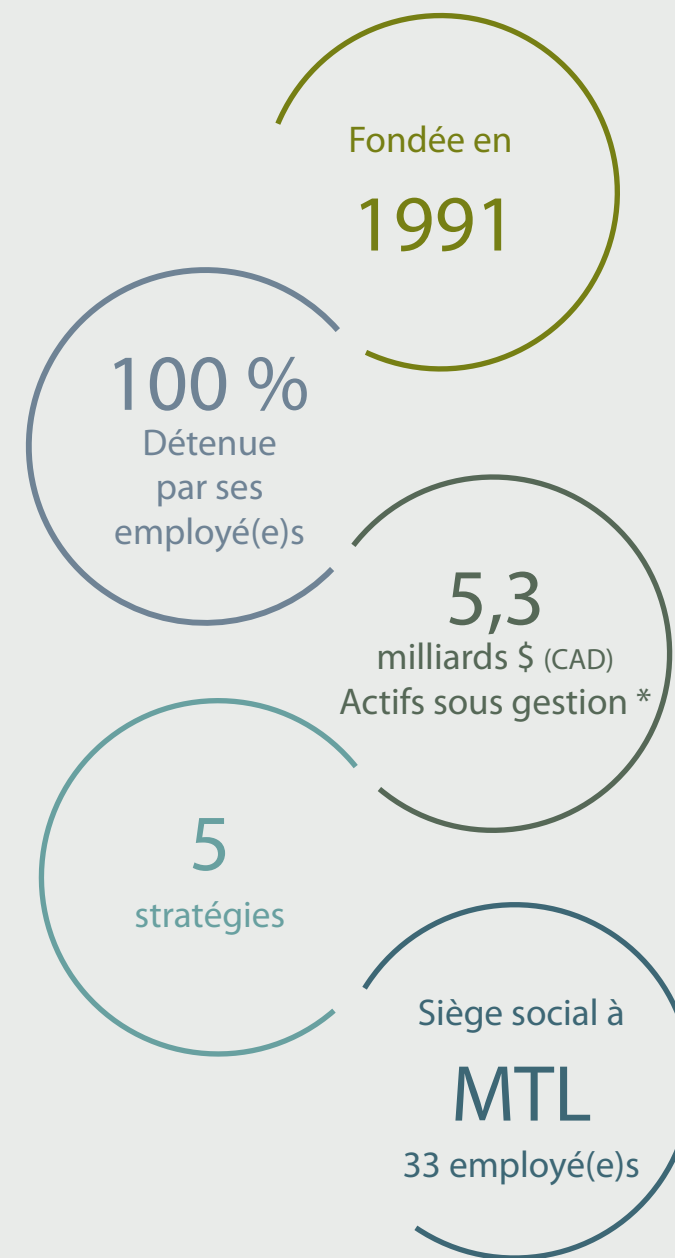 Fondée en
1991
100 %
Détenue
par ses
employé(e)s
5,3
milliards $ (CAD)
Actifs sous gestion *
5
stratégies
Siège social à
MTL
33 employé(e)s